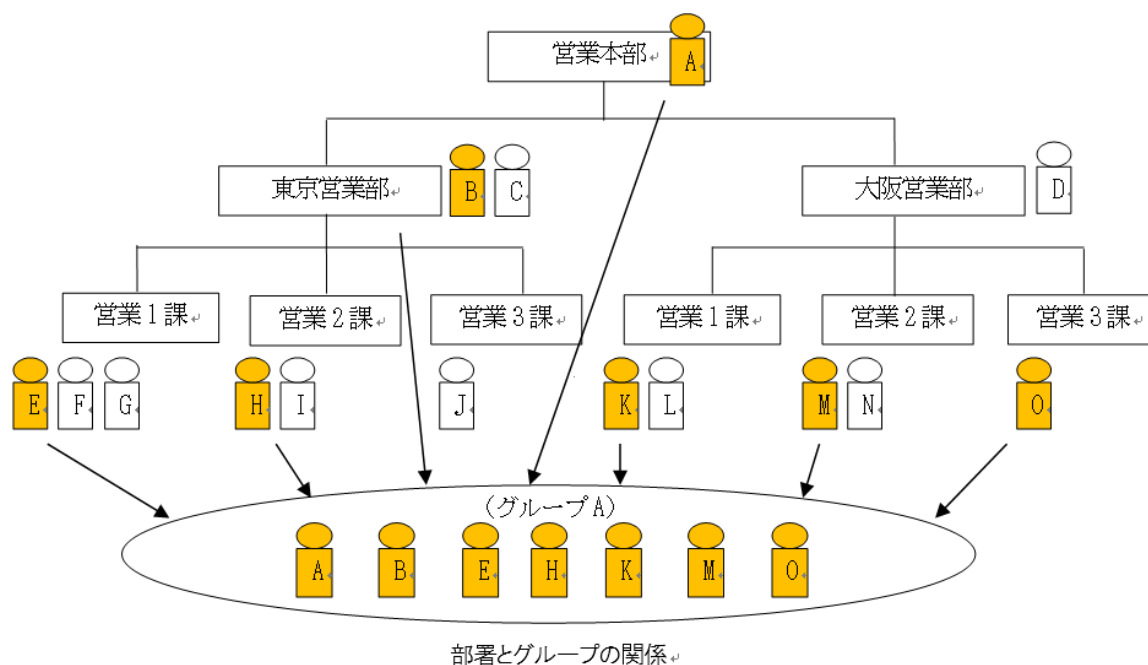 営業本部
A
東京営業部
B
C
大阪営業部
D
営業1課
営業2課
営業3課
営業1課
営業2課
営業3課
E
F
G
H
I
J
K
L
M
N
O
(グループA)
A
B
E
H
K
M
O
部署とグループの関係